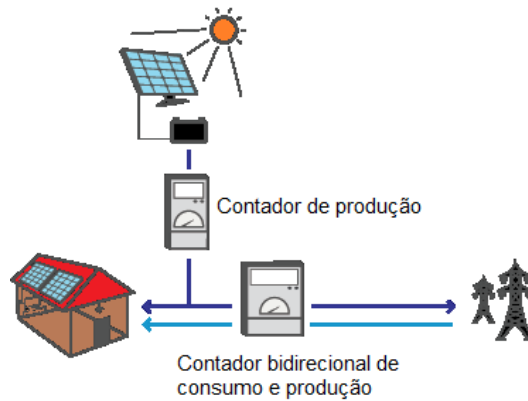 Contador de produção
Contador bidirecional de
consumo e produção